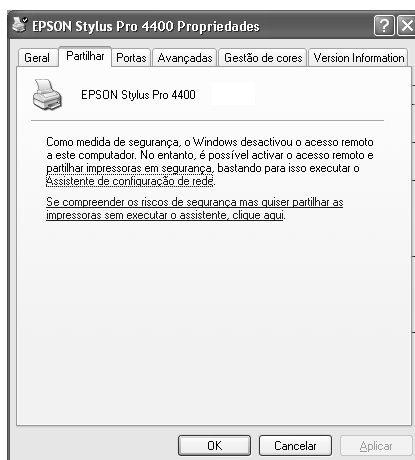 EPSON Stylus Pro 4400 Propriedades
Geral Partilhar Portas Avançadas Gestão de cores Version Information
EPSON Stylus Pro 4400
Como medida de segurança, o Windows desactivou o acesso remoto
a este computador. No entanto, é possível activar o acesso remoto e
partilhar impressoras em segurança, bastando para isso executar o
Assistente de configuração de rede.
Se compreender os riscos de segurança mas quiser partilhar as
impressoras sem executar o assistente, clique aqui.
OK Cancelar Aplicar